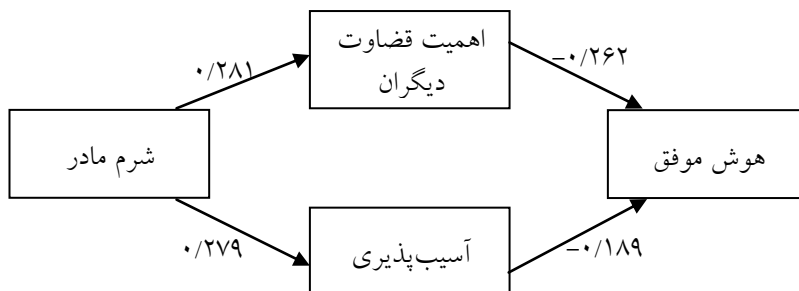 اهمیت قضاوت
دیگران
۰/۲۸۱
-۰/۲۶۲
شرم مادر
هوش موفق
۰/۲۷۹
-۰/۱۸۹
آسیب‌پذیری